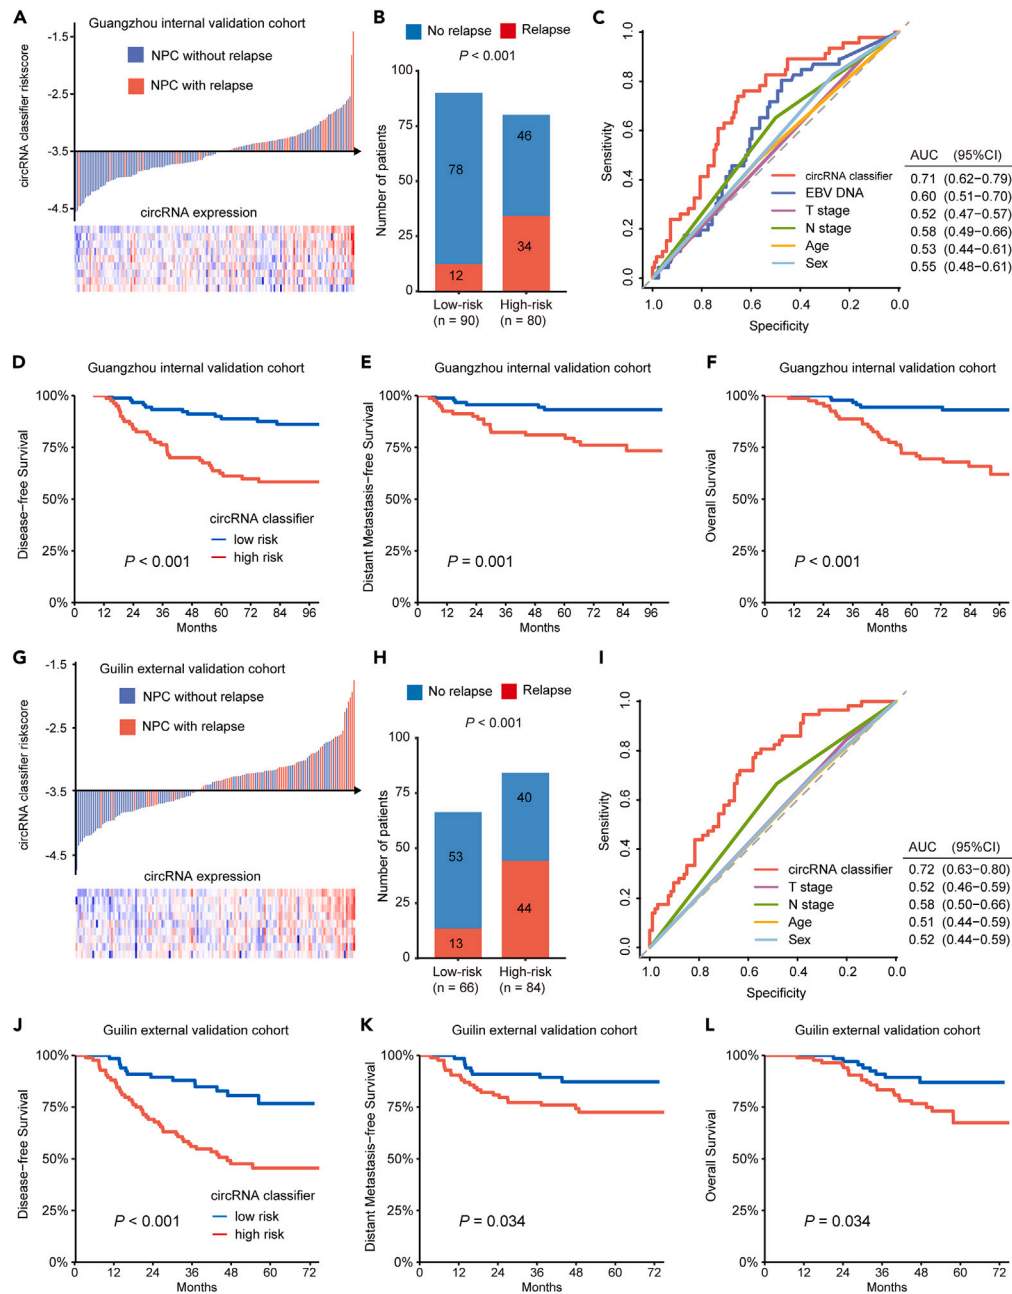 A
Guangzhou internal validation cohort
NPC without relapse
NPC with relapse
circRNA classifier riskscore
-1.5
-2.5
-3.5
-4.5
circRNA expression
B
No relapse
Relapse
P < 0.001
Number of patients
100
75
50
25
0
78
12
46
34
Low-risk
(n = 90)
High-risk
(n = 80)
C
Sensitivity
1.0
0.8
0.6
0.4
0.2
0.0
1.0
0.8
0.6
0.4
0.2
0.0
Specificity
AUC (95%CI)
circRNA classifier 0.71 (0.62−0.79)
EBV DNA 0.60 (0.51−0.70)
T stage 0.52 (0.47−0.57)
N stage 0.58 (0.49−0.66)
Age 0.53 (0.44−0.61)
Sex 0.55 (0.48−0.61)
D
Guangzhou internal validation cohort
Disease−free Survival
100%
75%
50%
25%
0%
circRNA classifier
low risk
high risk
P < 0.001
0 12 24 36 48 60 72 84 96
Months
E
Guangzhou internal validation cohort
Distant Metastasis−free Survival
100%
75%
50%
25%
0%
P = 0.001
0 12 24 36 48 60 72 84 96
Months
F
Guangzhou internal validation cohort
Overall Survival
100%
75%
50%
25%
0%
P < 0.001
0 12 24 36 48 60 72 84 96
Months
G
Guilin external validation cohort
NPC without relapse
NPC with relapse
circRNA classifier riskscore
-1.5
-2.5
-3.5
-4.5
circRNA expression
H
No relapse
Relapse
P < 0.001
Number of patients
100
75
50
25
0
53
13
40
44
Low-risk
(n = 66)
High-risk
(n = 84)
I
Sensitivity
1.0
0.8
0.6
0.4
0.2
0.0
1.0
0.8
0.6
0.4
0.2
0.0
Specificity
AUC (95%CI)
circRNA classifier 0.72 (0.63−0.80)
T stage 0.52 (0.46−0.59)
N stage 0.58 (0.50−0.66)
Age 0.51 (0.44−0.59)
Sex 0.52 (0.44−0.59)
J
Guilin external validation cohort
Disease−free Survival
100%
75%
50%
25%
0%
circRNA classifier
low risk
high risk
P < 0.001
0 12 24 36 48 60 72
Months
K
Guilin external validation cohort
Distant Metastasis−free Survival
100%
75%
50%
25%
0%
P = 0.034
0 12 24 36 48 60 72
Months
L
Guilin external validation cohort
Overall Survival
100%
75%
50%
25%
0%
P = 0.034
0 12 24 36 48 60 72
Months